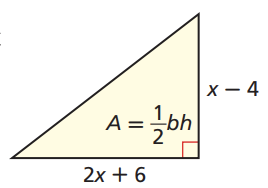 x − 4
A = 1/2 bh
2x + 6